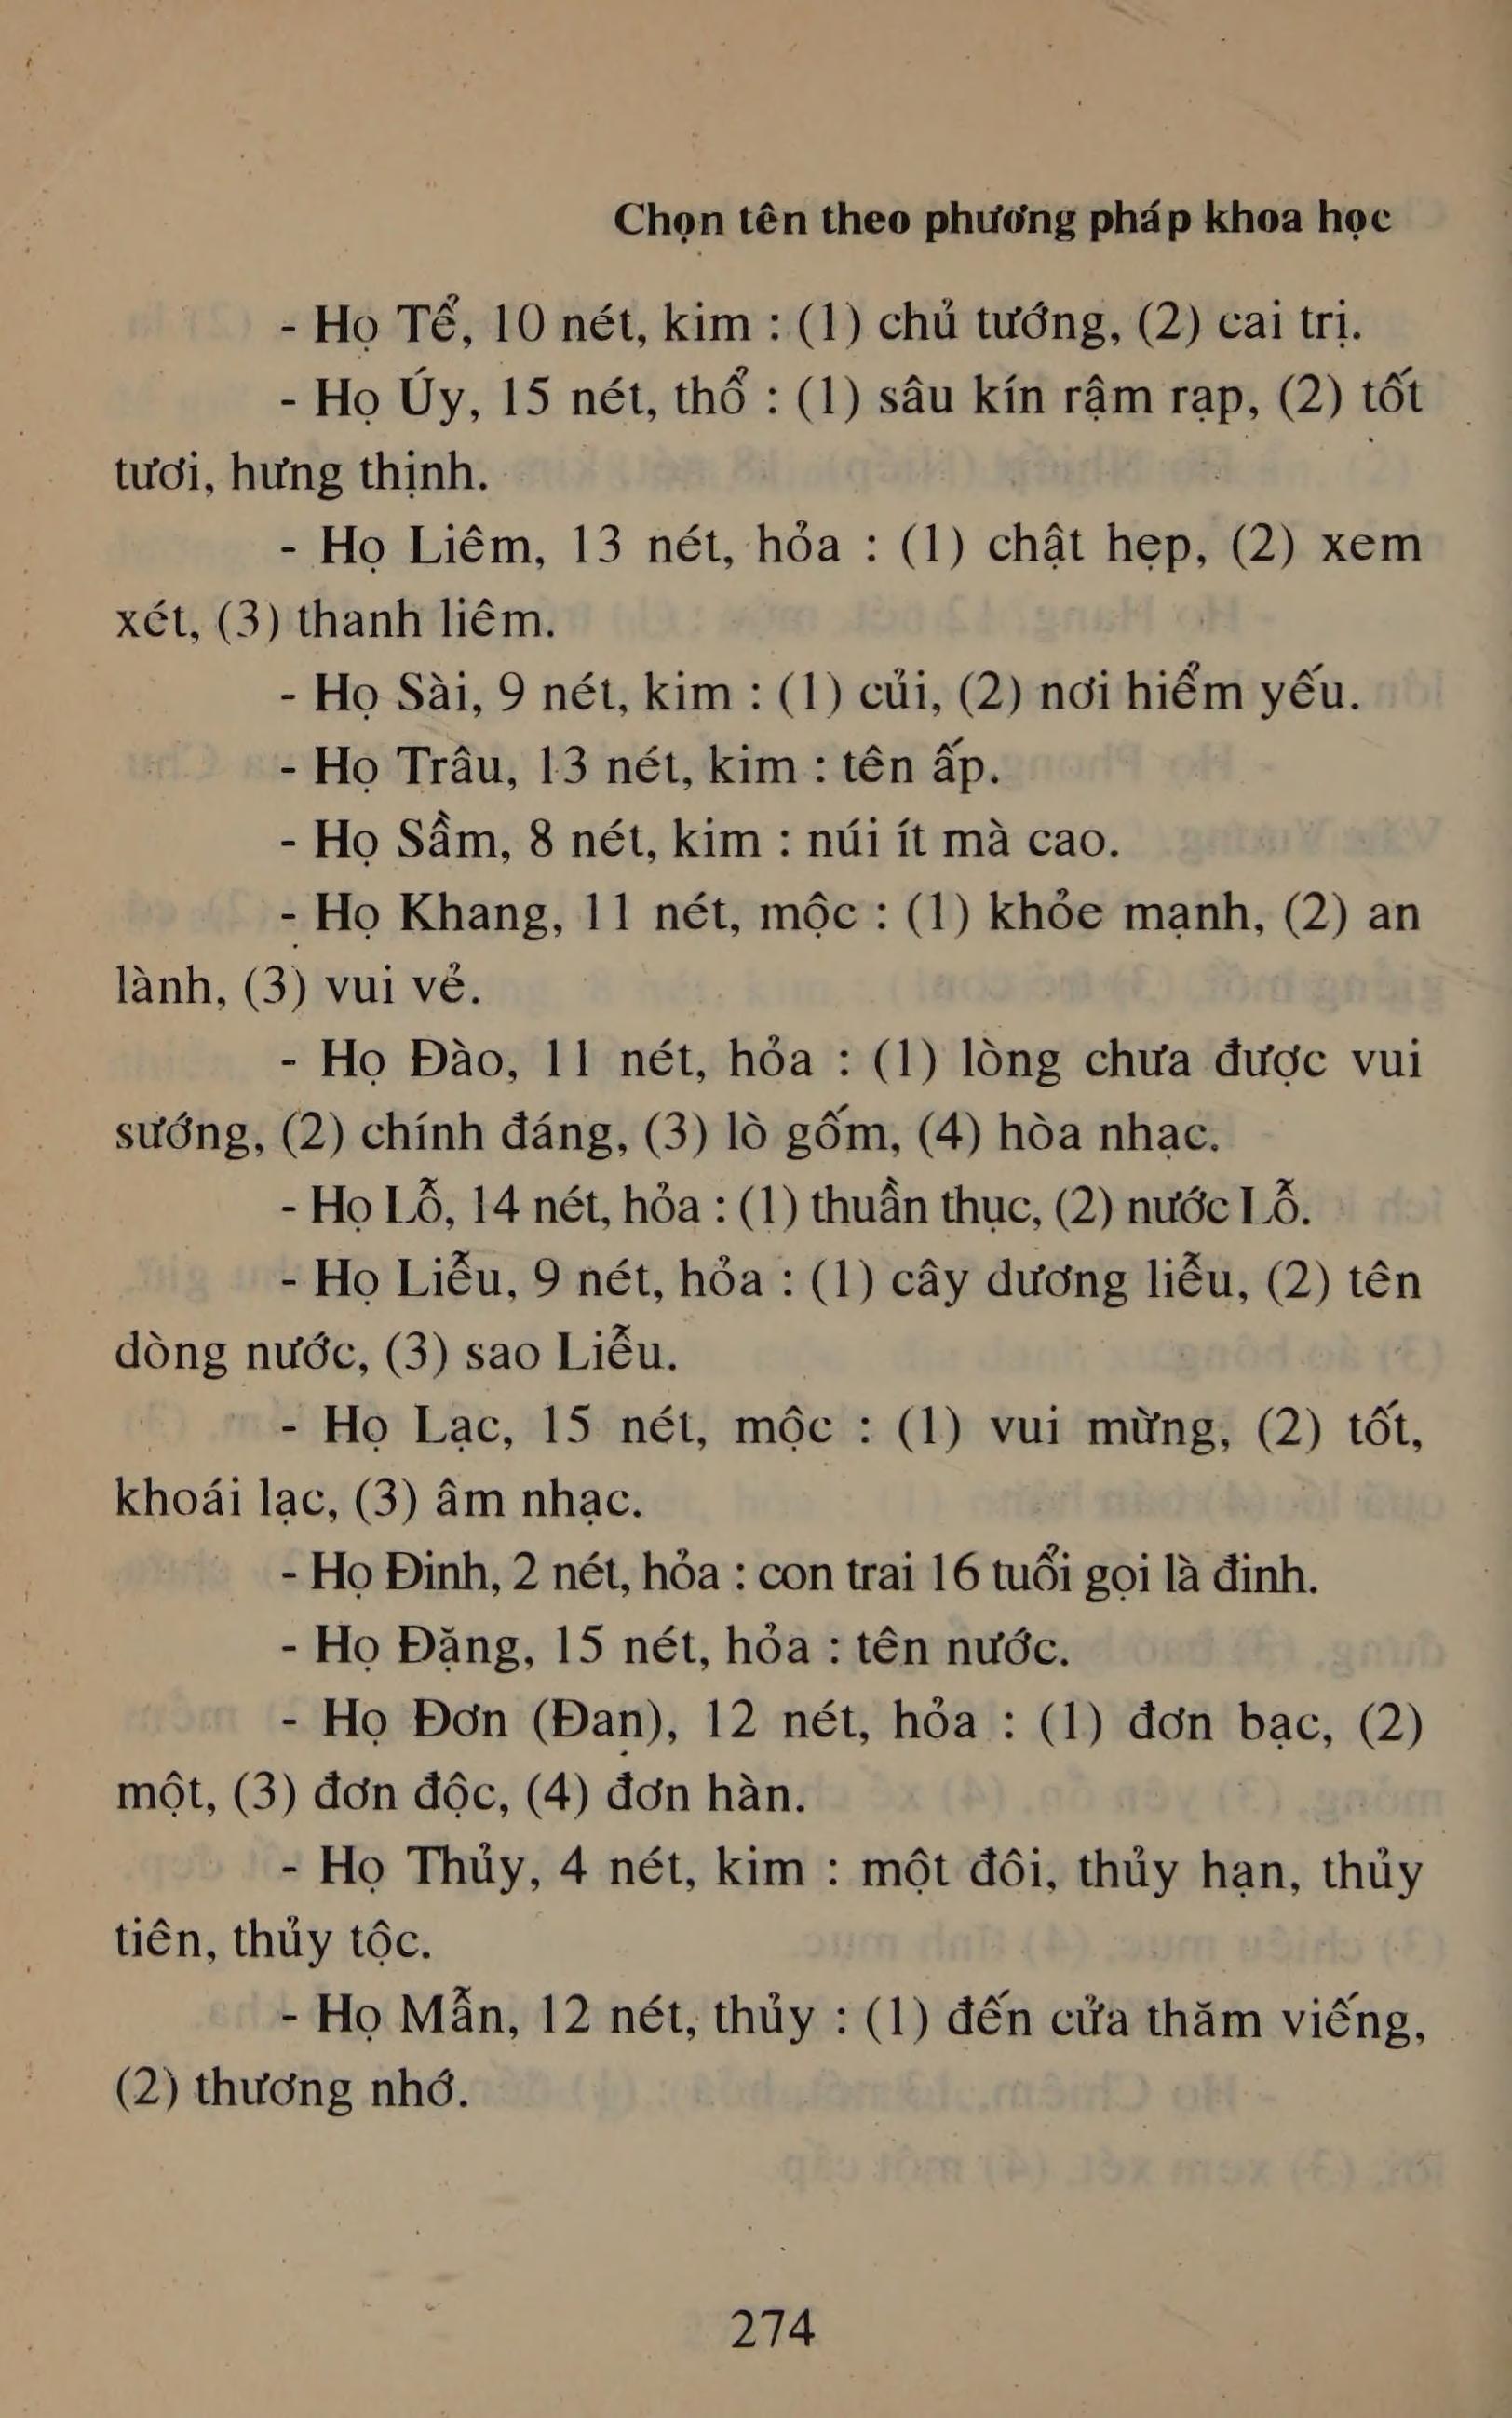 Chọn tên theo phương pháp khoa học
- Họ Tể, 10 nét, kim : (1) chủ tướng, (2) cai trị.
- Họ Úy, 15 nét, thổ : (1) sâu kín rậm rạp, (2) tốt
tươi, hưng thịnh.
- Họ Liêm, 13 nét, hỏa : (1) chật hẹp, (2) xem
xét, (3) thanh liêm.
- Họ Sài, 9 nét, kim : (1) củi, (2) nơi hiểm yếu.
- Họ Trâu, 13 nét, kim : tên ấp.
- Họ Sầm, 8 nét, kim : núi ít mà cao.
- Họ Khang, 11 nét, mộc : (1) khỏe mạnh, (2) an
lành, (3) vui vẻ.
- Họ Đào, 11 nét, hỏa : (1) lòng chưa được vui
sướng, (2) chính đáng, (3) lò gốm, (4) hòa nhạc.
- Họ Lỗ, 14 nét, hỏa : (1) thuần thục, (2) nước Lỗ.
- Họ Liễu, 9 nét, hỏa : (1) cây dương liễu, (2) tên
dòng nước, (3) sao Liễu.
- Họ Lạc, 15 nét, mộc : (1) vui mừng, (2) tốt,
khoái lạc, (3) âm nhạc.
- Họ Đinh, 2 nét, hỏa : con trai 16 tuổi gọi là đinh.
- Họ Đặng, 15 nét, hỏa : tên nước.
- Họ Đơn (Đan), 12 nét, hỏa : (1) đơn bạc, (2)
một, (3) đơn độc, (4) đơn hàn.
- Họ Thủy, 4 nét, kim : một đôi, thủy hạn, thủy
tiên, thủy tộc.
- Họ Mẫn, 12 nét, thủy : (1) đến cửa thăm viếng,
(2) thương nhớ.
274